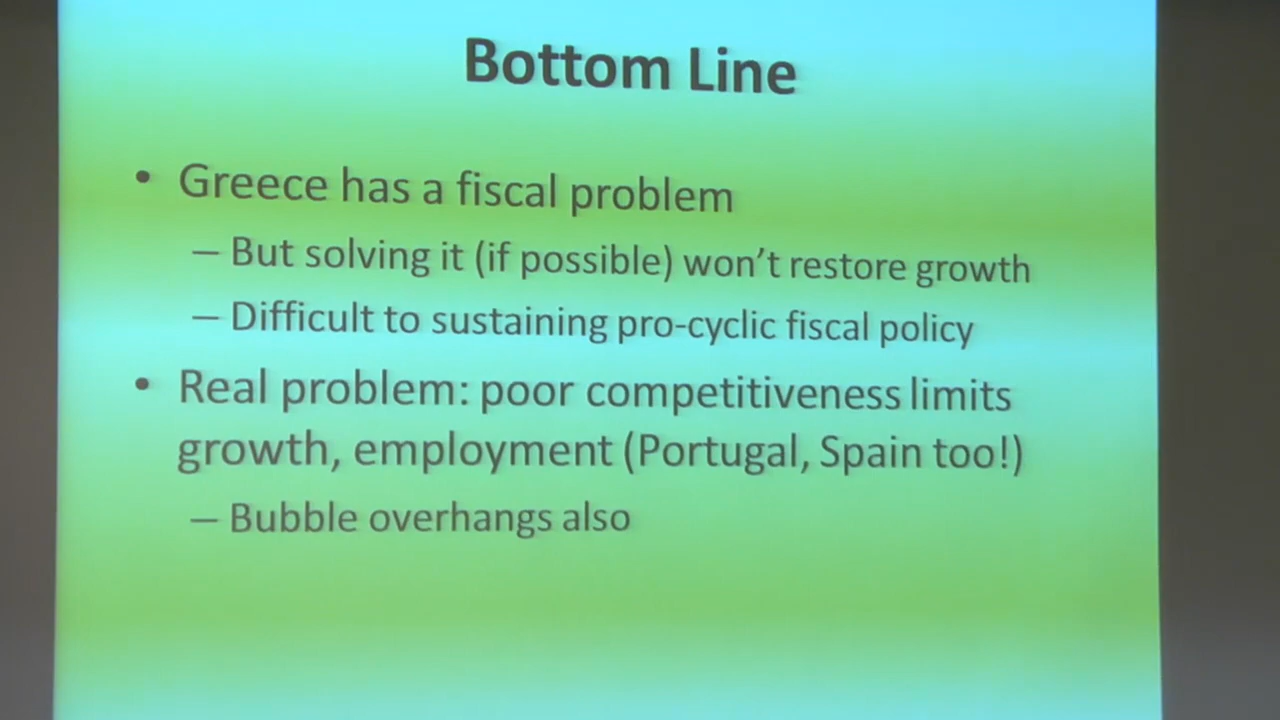 Bottom Line
• Greece has a fiscal problem
– But solving it (if possible) won't restore growth
– Difficult to sustaining pro-cyclic fiscal policy
• Real problem: poor competitiveness limits
growth, employment (Portugal, Spain too!)
– Bubble overhangs also